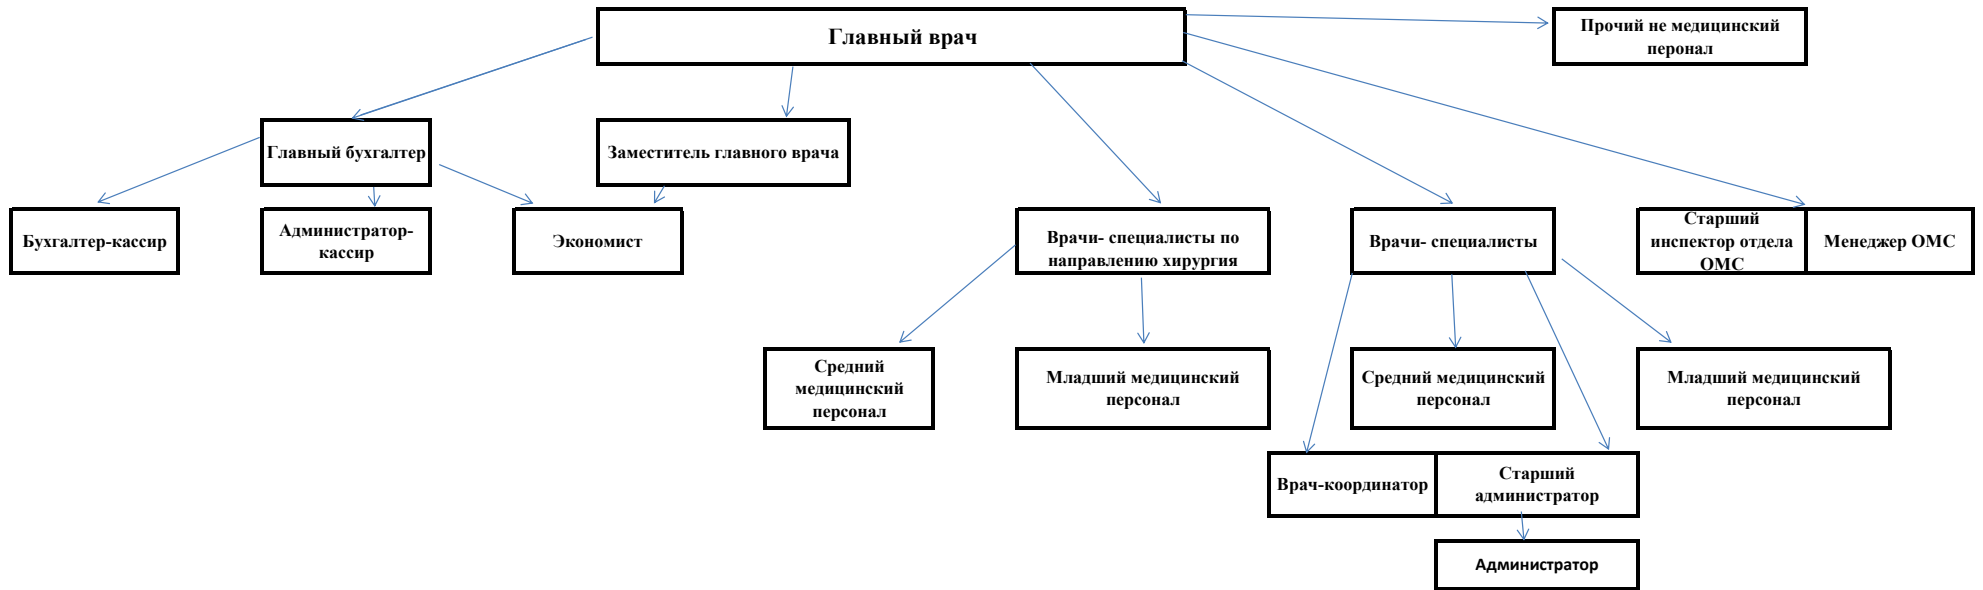 Главный врач
Прочий не медицинский
перонал
Главный бухгалтер
Заместитель главного врача
Бухгалтер-кассир
Администратор-
кассир
Экономист
Врачи- специалисты по
направлению хирургия
Врачи- специалисты
Старший
инспектор отдела
ОМС
Менеджер ОМС
Средний
медицинский
персонал
Младший медицинский
персонал
Средний медицинский
персонал
Младший медицинский
персонал
Врач-координатор
Старший
администратор
Администратор